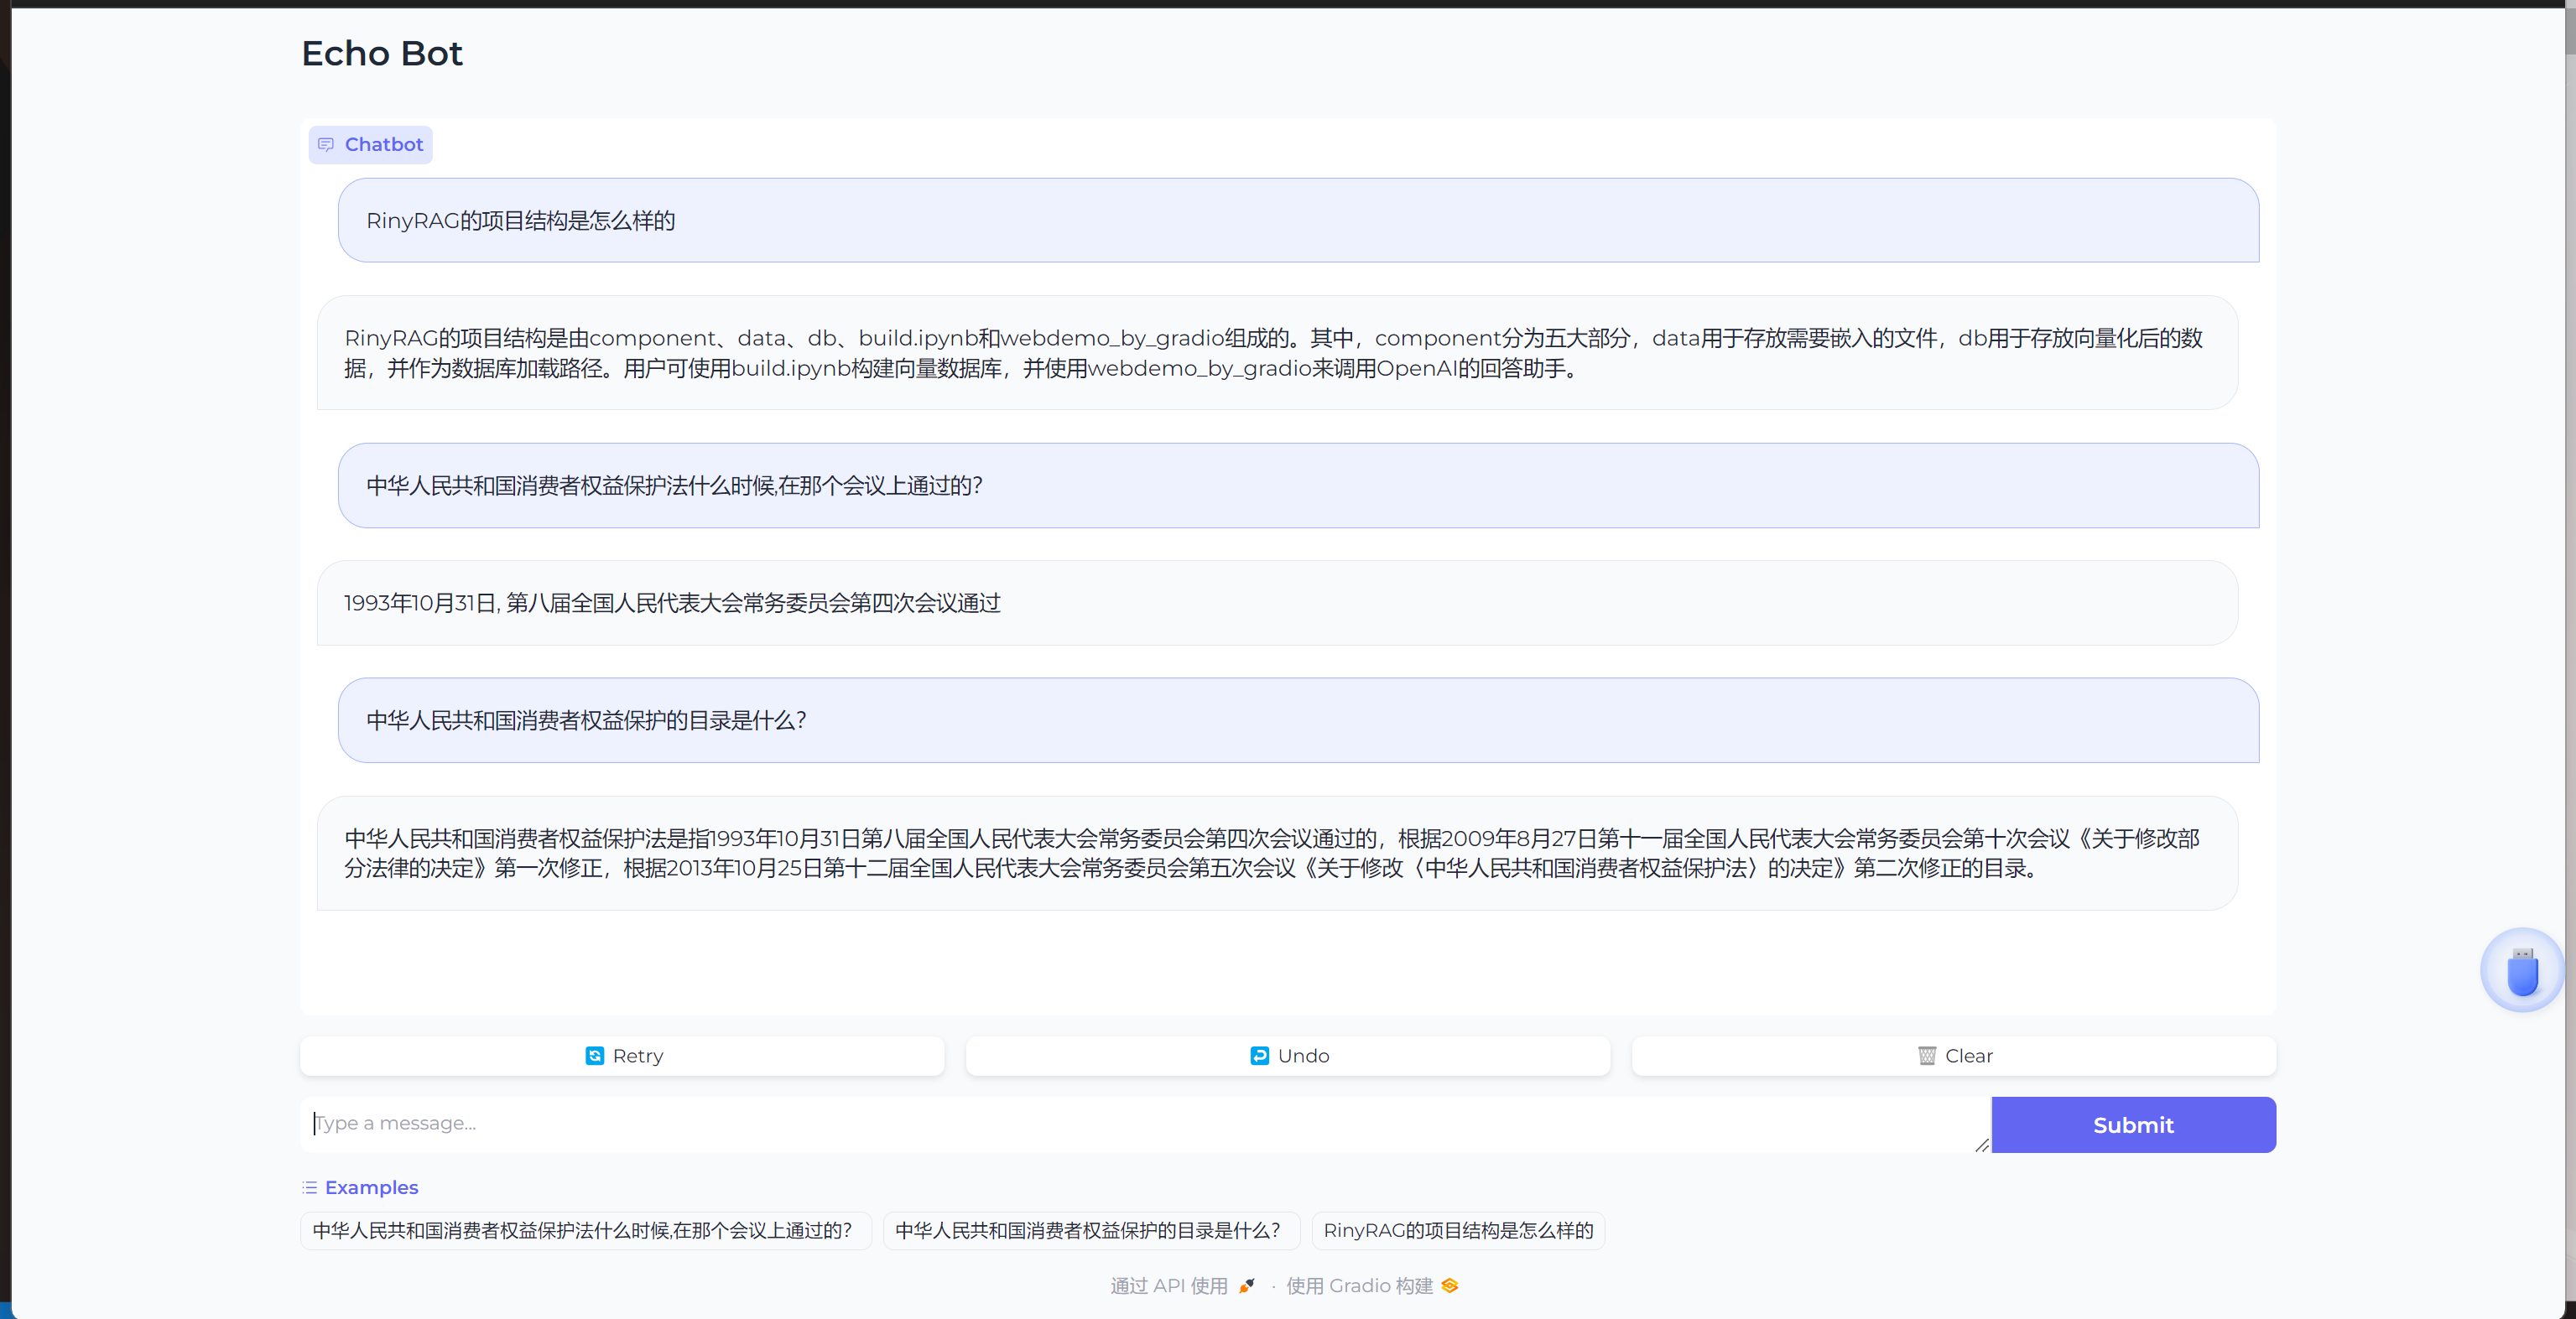 Echo Bot
Chatbot
RinyRAG的项目结构是怎么样的
RinyRAG的项目结构是由component、data、db、build.ipynb和webdemo_by_gradio组成的。其中，component分为五大部分，data用于存放需要嵌入的文件，db用于存放向量化后的数
据，并作为数据库加载路径。用户可使用build.ipynb构建向量数据库，并使用webdemo_by_gradio来调用OpenAI的回答助手。
中华人民共和国消费者权益保护法什么时候,在那个会议上通过的？
1993年10月31日, 第八届全国人民代表大会常务委员会第四次会议通过
中华人民共和国消费者权益保护的目录是什么？
中华人民共和国消费者权益保护法是指1993年10月31日第八届全国人民代表大会常务委员会第四次会议通过的，根据2009年8月27日第十一届全国人民代表大会常务委员会第十次会议《关于修改部
分法律的决定》第一次修正，根据2013年10月25日第十二届全国人民代表大会常务委员会第五次会议《关于修改〈中华人民共和国消费者权益保护法〉的决定》第二次修正的目录。
Retry
Undo
Clear
Type a message...
Submit
Examples
中华人民共和国消费者权益保护法什么时候,在那个会议上通过的？
中华人民共和国消费者权益保护的目录是什么？
RinyRAG的项目结构是怎么样的
通过 API 使用 · 使用 Gradio 构建